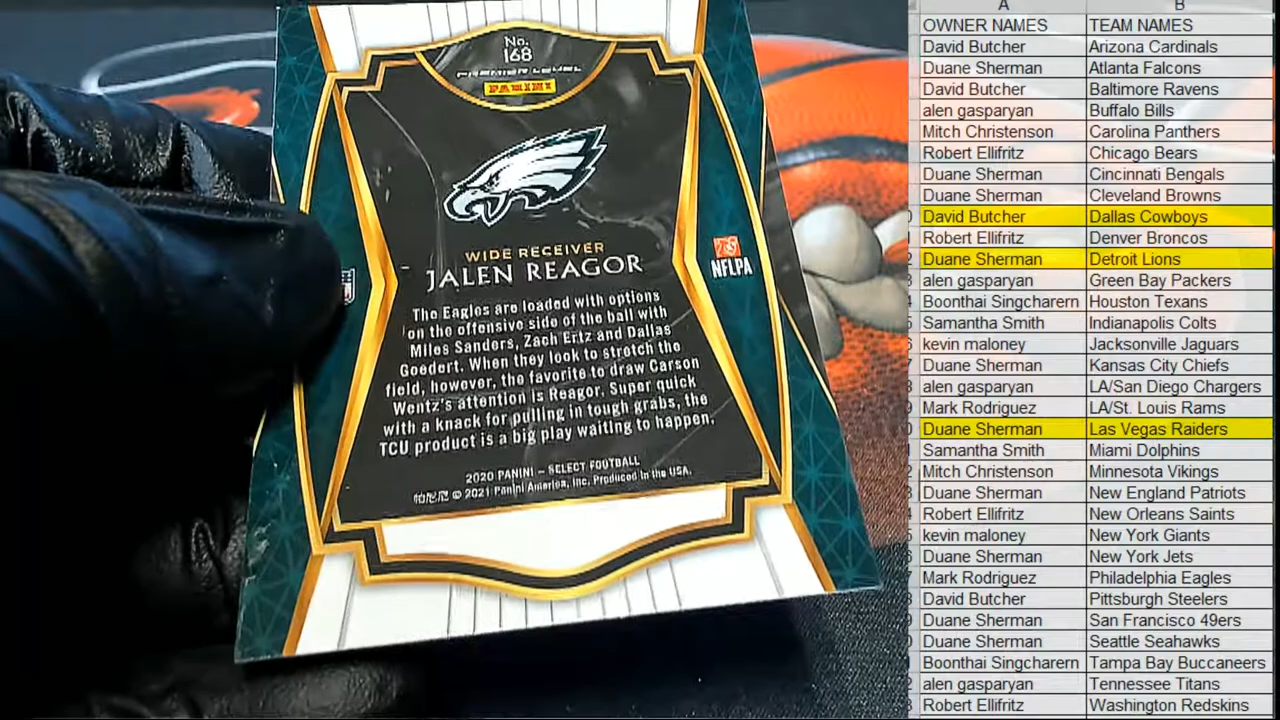 No.
168
PREMIER LEVEL
PANINI
WIDE RECEIVER
JALEN REAGOR
The Eagles are loaded with options
on the offensive side of the ball with
Miles Sanders, Zach Ertz and Dallas
Goedert. When they look to stretch the
field, however, the favorite to draw Carson
Wentz's attention is Reagor. Super quick
with a knack for pulling in tough grabs, the
TCU product is a big play waiting to happen.
2020 PANINI – SELECT FOOTBALL
帕尼尼 © 2021 Panini America, Inc. Produced in the USA.
NFL
NFLPA
A B
OWNER NAMES TEAM NAMES
David Butcher Arizona Cardinals
Duane Sherman Atlanta Falcons
David Butcher Baltimore Ravens
alen gasparyan Buffalo Bills
Mitch Christenson Carolina Panthers
Robert Ellifritz Chicago Bears
Duane Sherman Cincinnati Bengals
Duane Sherman Cleveland Browns
David Butcher Dallas Cowboys
Robert Ellifritz Denver Broncos
Duane Sherman Detroit Lions
alen gasparyan Green Bay Packers
Boonthai Singcharern Houston Texans
Samantha Smith Indianapolis Colts
kevin maloney Jacksonville Jaguars
Duane Sherman Kansas City Chiefs
alen gasparyan LA/San Diego Chargers
Mark Rodriguez LA/St. Louis Rams
Duane Sherman Las Vegas Raiders
Samantha Smith Miami Dolphins
Mitch Christenson Minnesota Vikings
Duane Sherman New England Patriots
Robert Ellifritz New Orleans Saints
kevin maloney New York Giants
Duane Sherman New York Jets
Mark Rodriguez Philadelphia Eagles
David Butcher Pittsburgh Steelers
Duane Sherman San Francisco 49ers
Duane Sherman Seattle Seahawks
Boonthai Singcharern Tampa Bay Buccaneers
alen gasparyan Tennessee Titans
Robert Ellifritz Washington Redskins